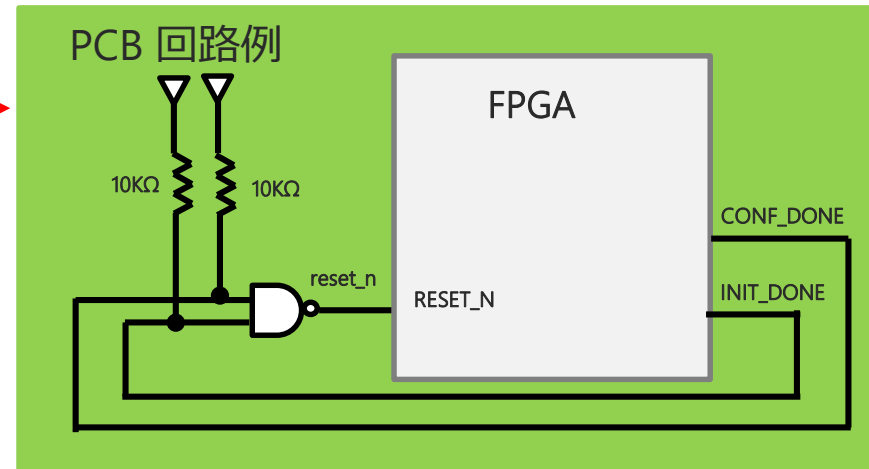 PCB 回路例
FPGA
10KΩ
10KΩ
CONF_DONE
reset_n
RESET_N
INIT_DONE